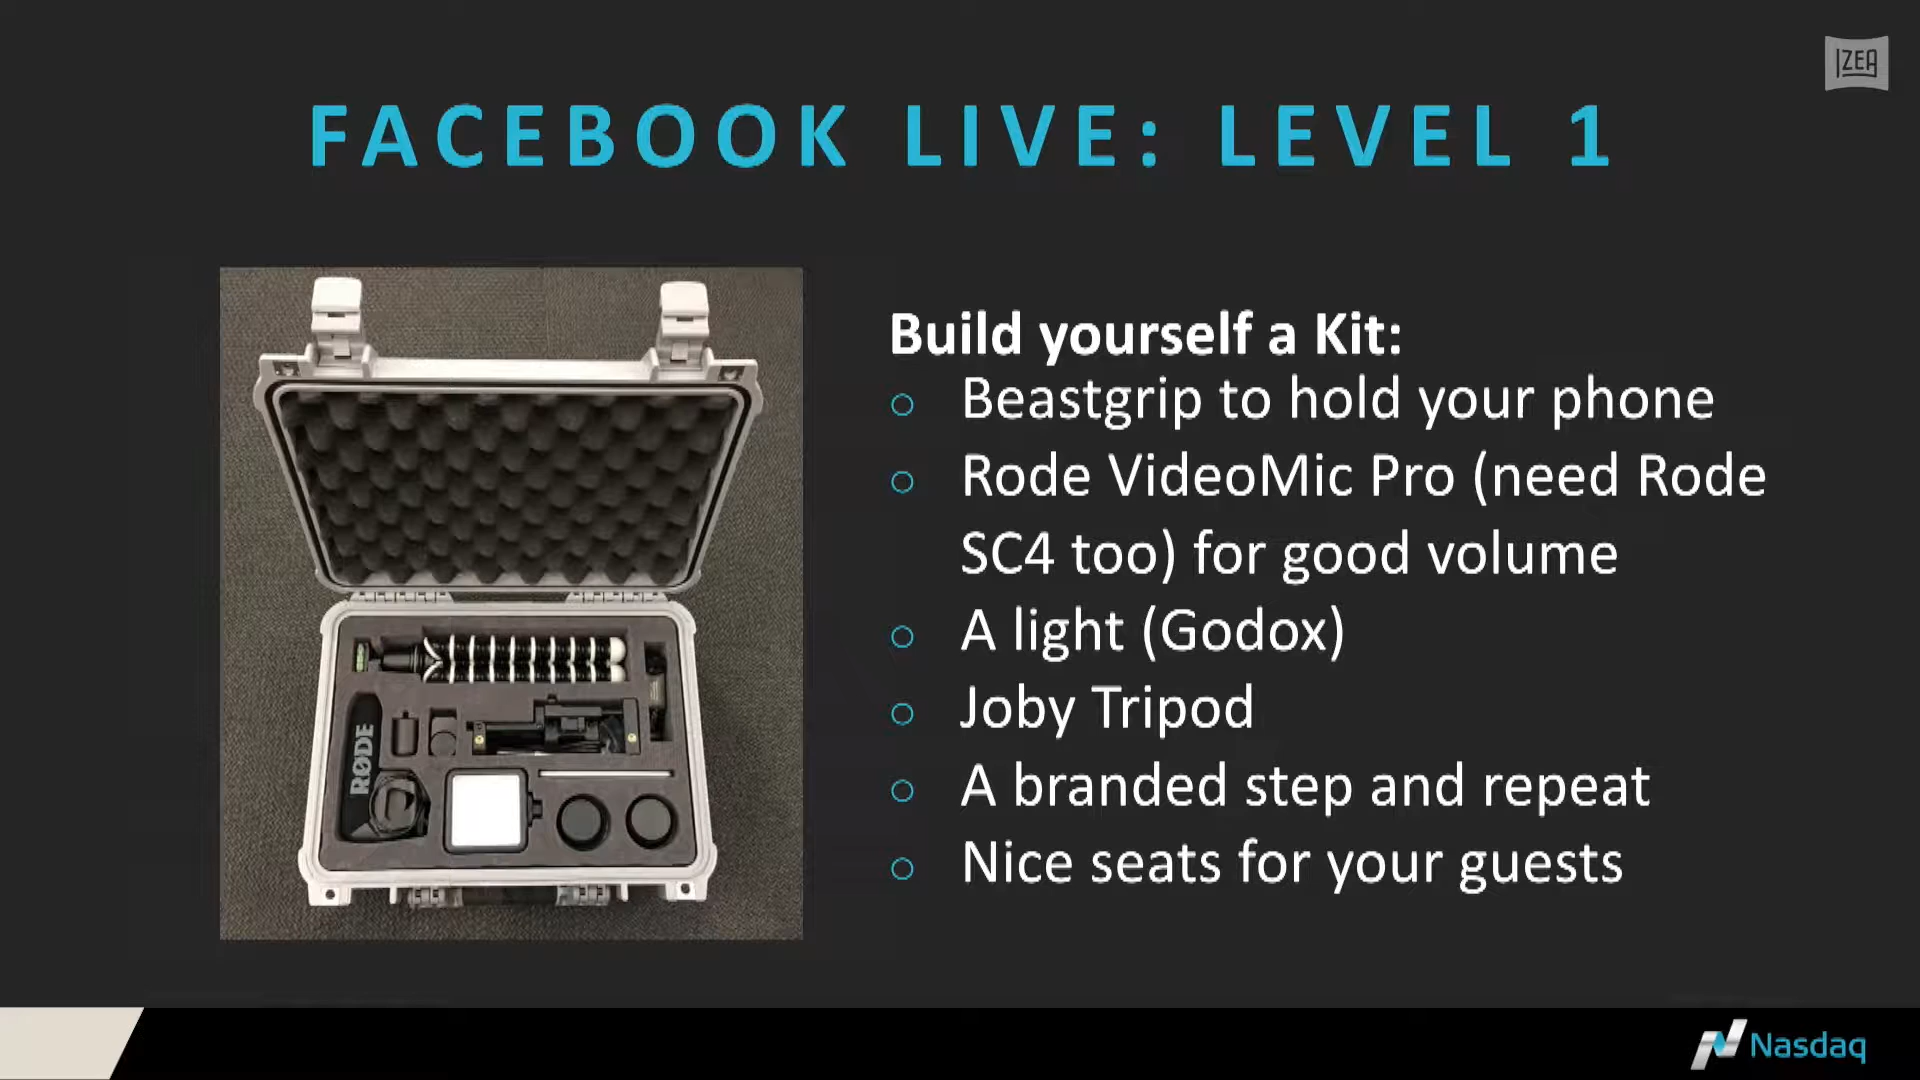 IZEA
FACEBOOK LIVE: LEVEL 1
Build yourself a Kit:
○ Beastgrip to hold your phone
○ Rode VideoMic Pro (need Rode
SC4 too) for good volume
○ A light (Godox)
○ Joby Tripod
○ A branded step and repeat
○ Nice seats for your guests
RØDE
Nasdaq